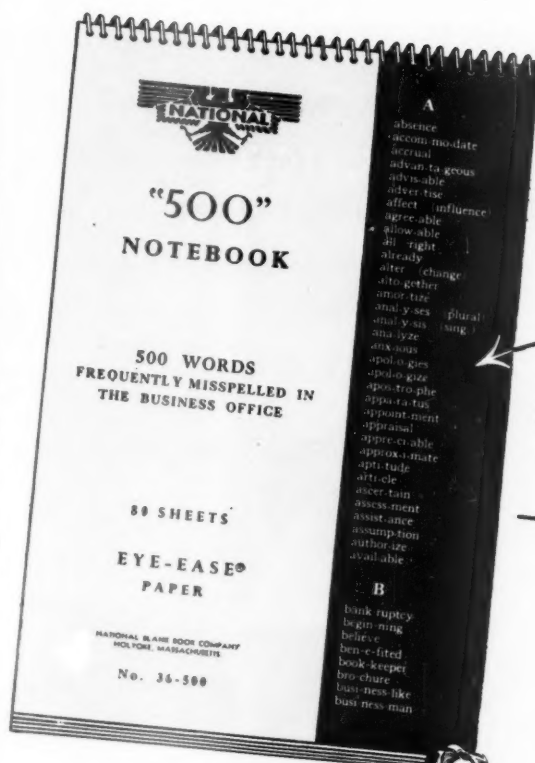 NATIONAL
"500"
NOTEBOOK
500 WORDS
FREQUENTLY MISSPELLED IN
THE BUSINESS OFFICE
80 SHEETS
EYE-EASE®
PAPER
NATIONAL BLANK BOOK COMPANY
HOLYOKE, MASSACHUSETTS
No. 36-500
A
absence
accom-mo-date
accrual
advan-ta-geous
advis-able
adver-tise
affect (influence)
agree-able
allow-able
all right
already
alter (change)
alto-gether
amor-tize
anal-y-ses (plural)
anal-y-sis (sing.)
ana-lyze
anx-ious
apol-o-gies
apol-o-gize
apos-tro-phe
appa-ra-tus
appoint-ment
appraisal
appre-ci-able
approx-i-mate
apti-tude
arti-cle
ascer-tain
assess-ment
assist-ance
assump-tion
author-ize
avail-able
B
bank-ruptcy
begin-ning
believe
ben-e-fited
book-keeper
bro-chure
busi-ness-like
busi-ness-man